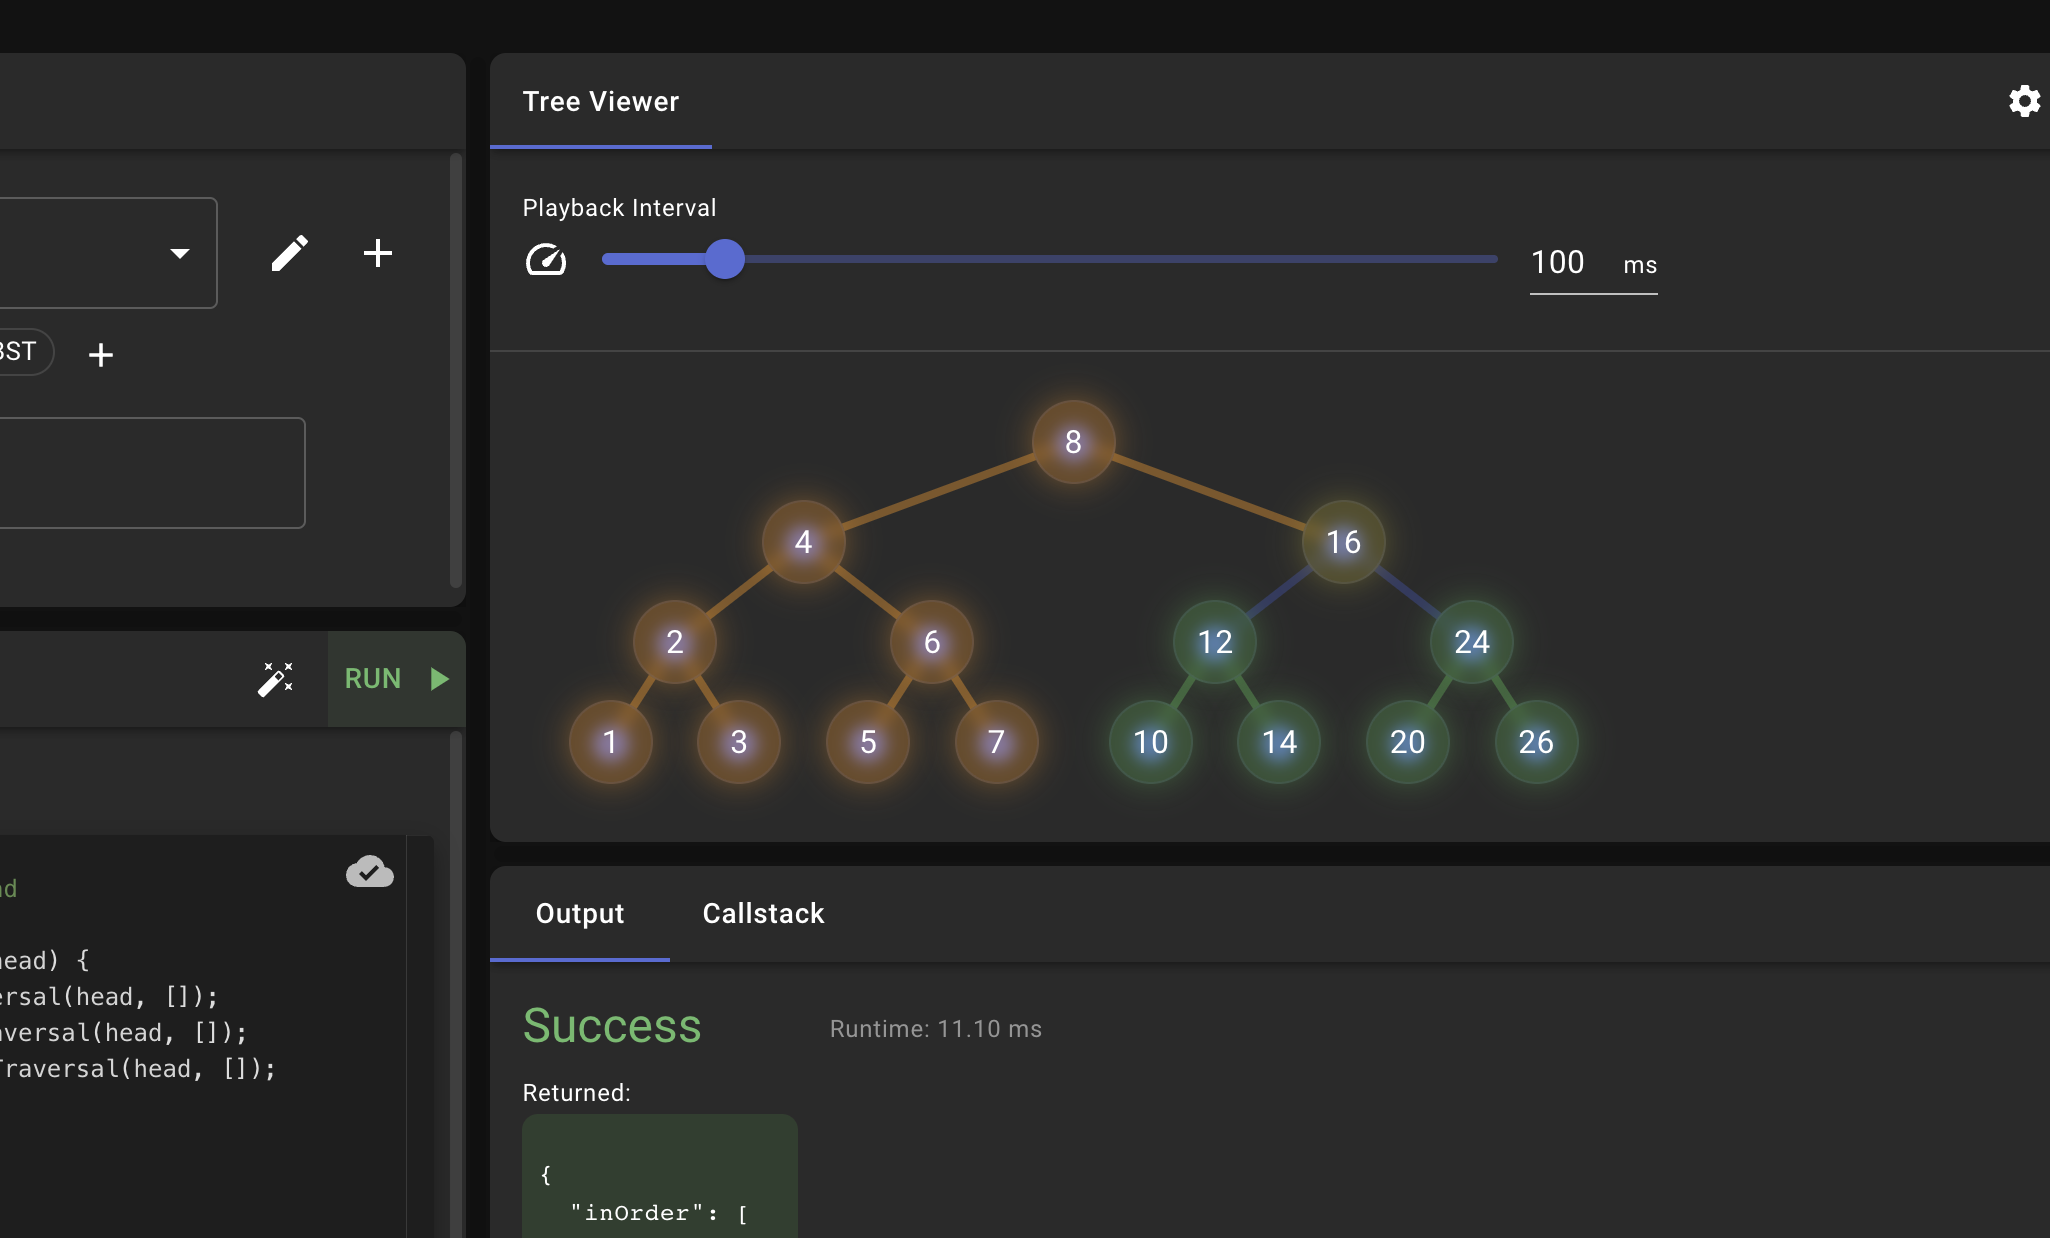 Tree Viewer
Playback Interval
100 ms
BST
8
4 16
2 6 12 24
1 3 5 7 10 14 20 26
RUN
ead) {
ersal(head, []);
aversal(head, []);
Traversal(head, []);
Output Callstack
Success
Runtime: 11.10 ms
Returned:
{
"inOrder": [